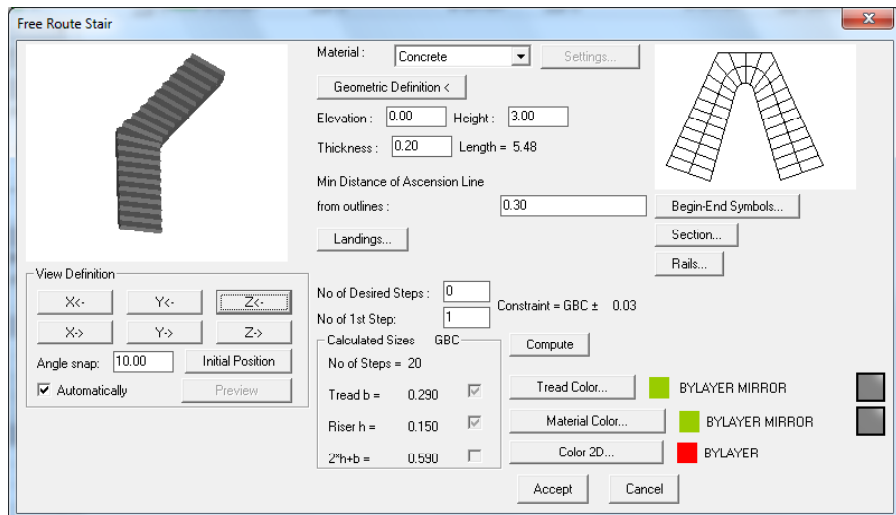 Free Route Stair
Material : Concrete Settings...
Geometric Definition <
Elevation : 0.00 Height : 3.00
Thickness : 0.20 Length = 5.48
Min Distance of Ascension Line
from outlines : 0.30 Begin-End Symbols...
Landings... Section...
Rails...
View Definition
X<- Y<- Z<-
X-> Y-> Z->
Angle snap: 10.00 Initial Position
Automatically Preview
No of Desired Steps : 0 Constraint = GBC ± 0.03
No of 1st Step: 1
Calculated Sizes GBC Compute
No of Steps = 20
Tread b = 0.290 Tread Color... BYLAYER MIRROR
Riser h = 0.150 Material Color... BYLAYER MIRROR
2*h+b = 0.590 Color 2D... BYLAYER
Accept Cancel